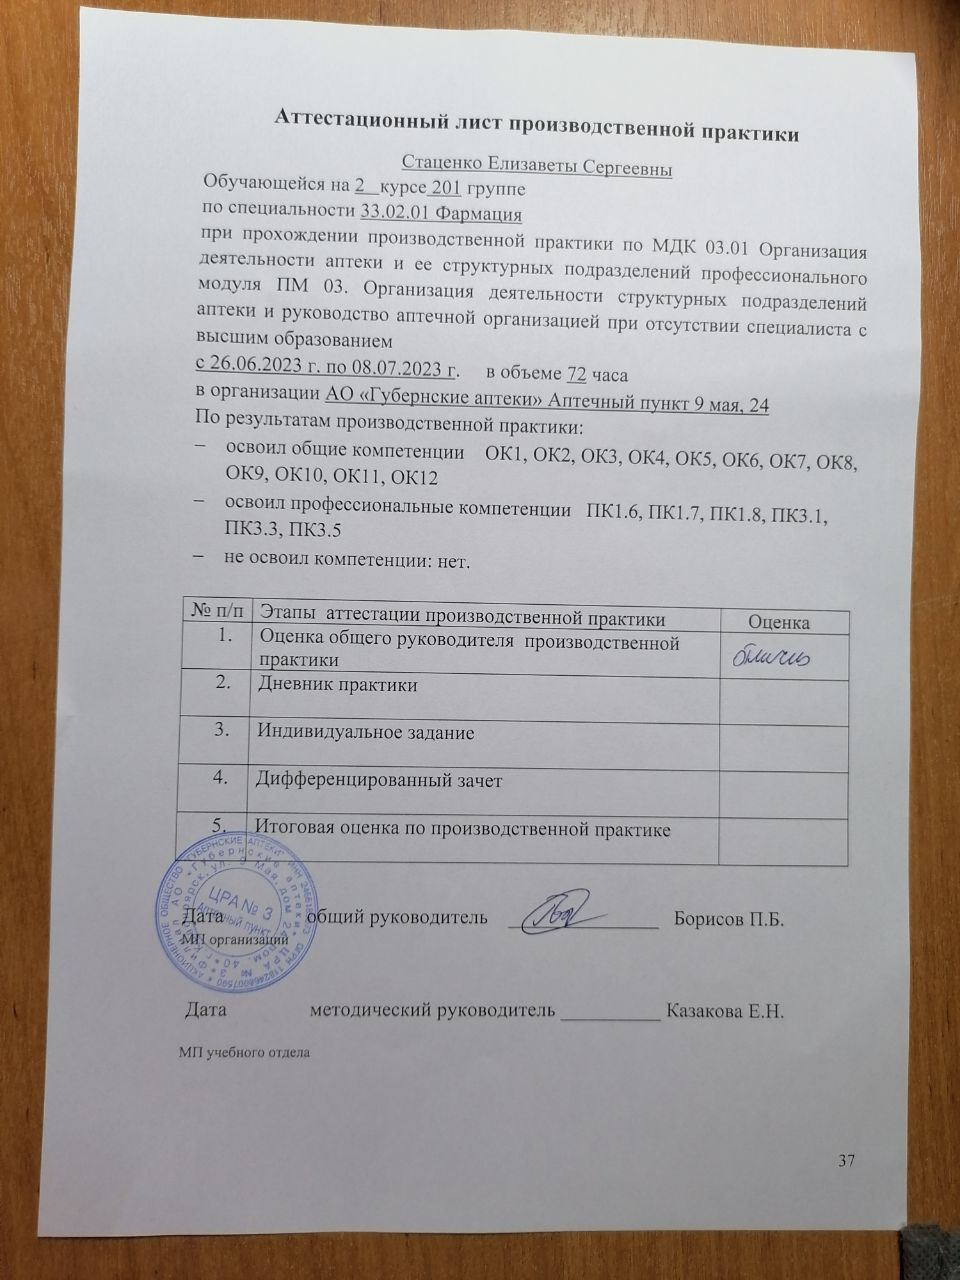 Аттестационный лист производственной практики
Стаценко Елизаветы Сергеевны
Обучающейся на 2 курсе 201 группе
по специальности 33.02.01 Фармация
при прохождении производственной практики по МДК 03.01 Организация
деятельности аптеки и ее структурных подразделений профессионального
модуля ПМ 03. Организация деятельности структурных подразделений
аптеки и руководство аптечной организацией при отсутствии специалиста с
высшим образованием
с 26.06.2023 г. по 08.07.2023 г. в объеме 72 часа
в организации АО «Губернские аптеки» Аптечный пункт 9 мая, 24
По результатам производственной практики:
– освоил общие компетенции ОК1, ОК2, ОК3, ОК4, ОК5, ОК6, ОК7, ОК8,
ОК9, ОК10, ОК11, ОК12
– освоил профессиональные компетенции ПК1.6, ПК1.7, ПК1.8, ПК3.1,
ПК3.3, ПК3.5
– не освоил компетенции: нет.
№ п/п Этапы аттестации производственной практики Оценка
1. Оценка общего руководителя производственной
практики отлично
2. Дневник практики
3. Индивидуальное задание
4. Дифференцированный зачет
5. Итоговая оценка по производственной практике
АКЦИОНЕРНОЕ ОБЩЕСТВО "ГУБЕРНСКИЕ АПТЕКИ"
ЦРА № 3
Аптечный пункт
Дата общий руководитель Борисов П.Б.
МП организации
Дата методический руководитель Казакова Е.Н.
МП учебного отдела
37